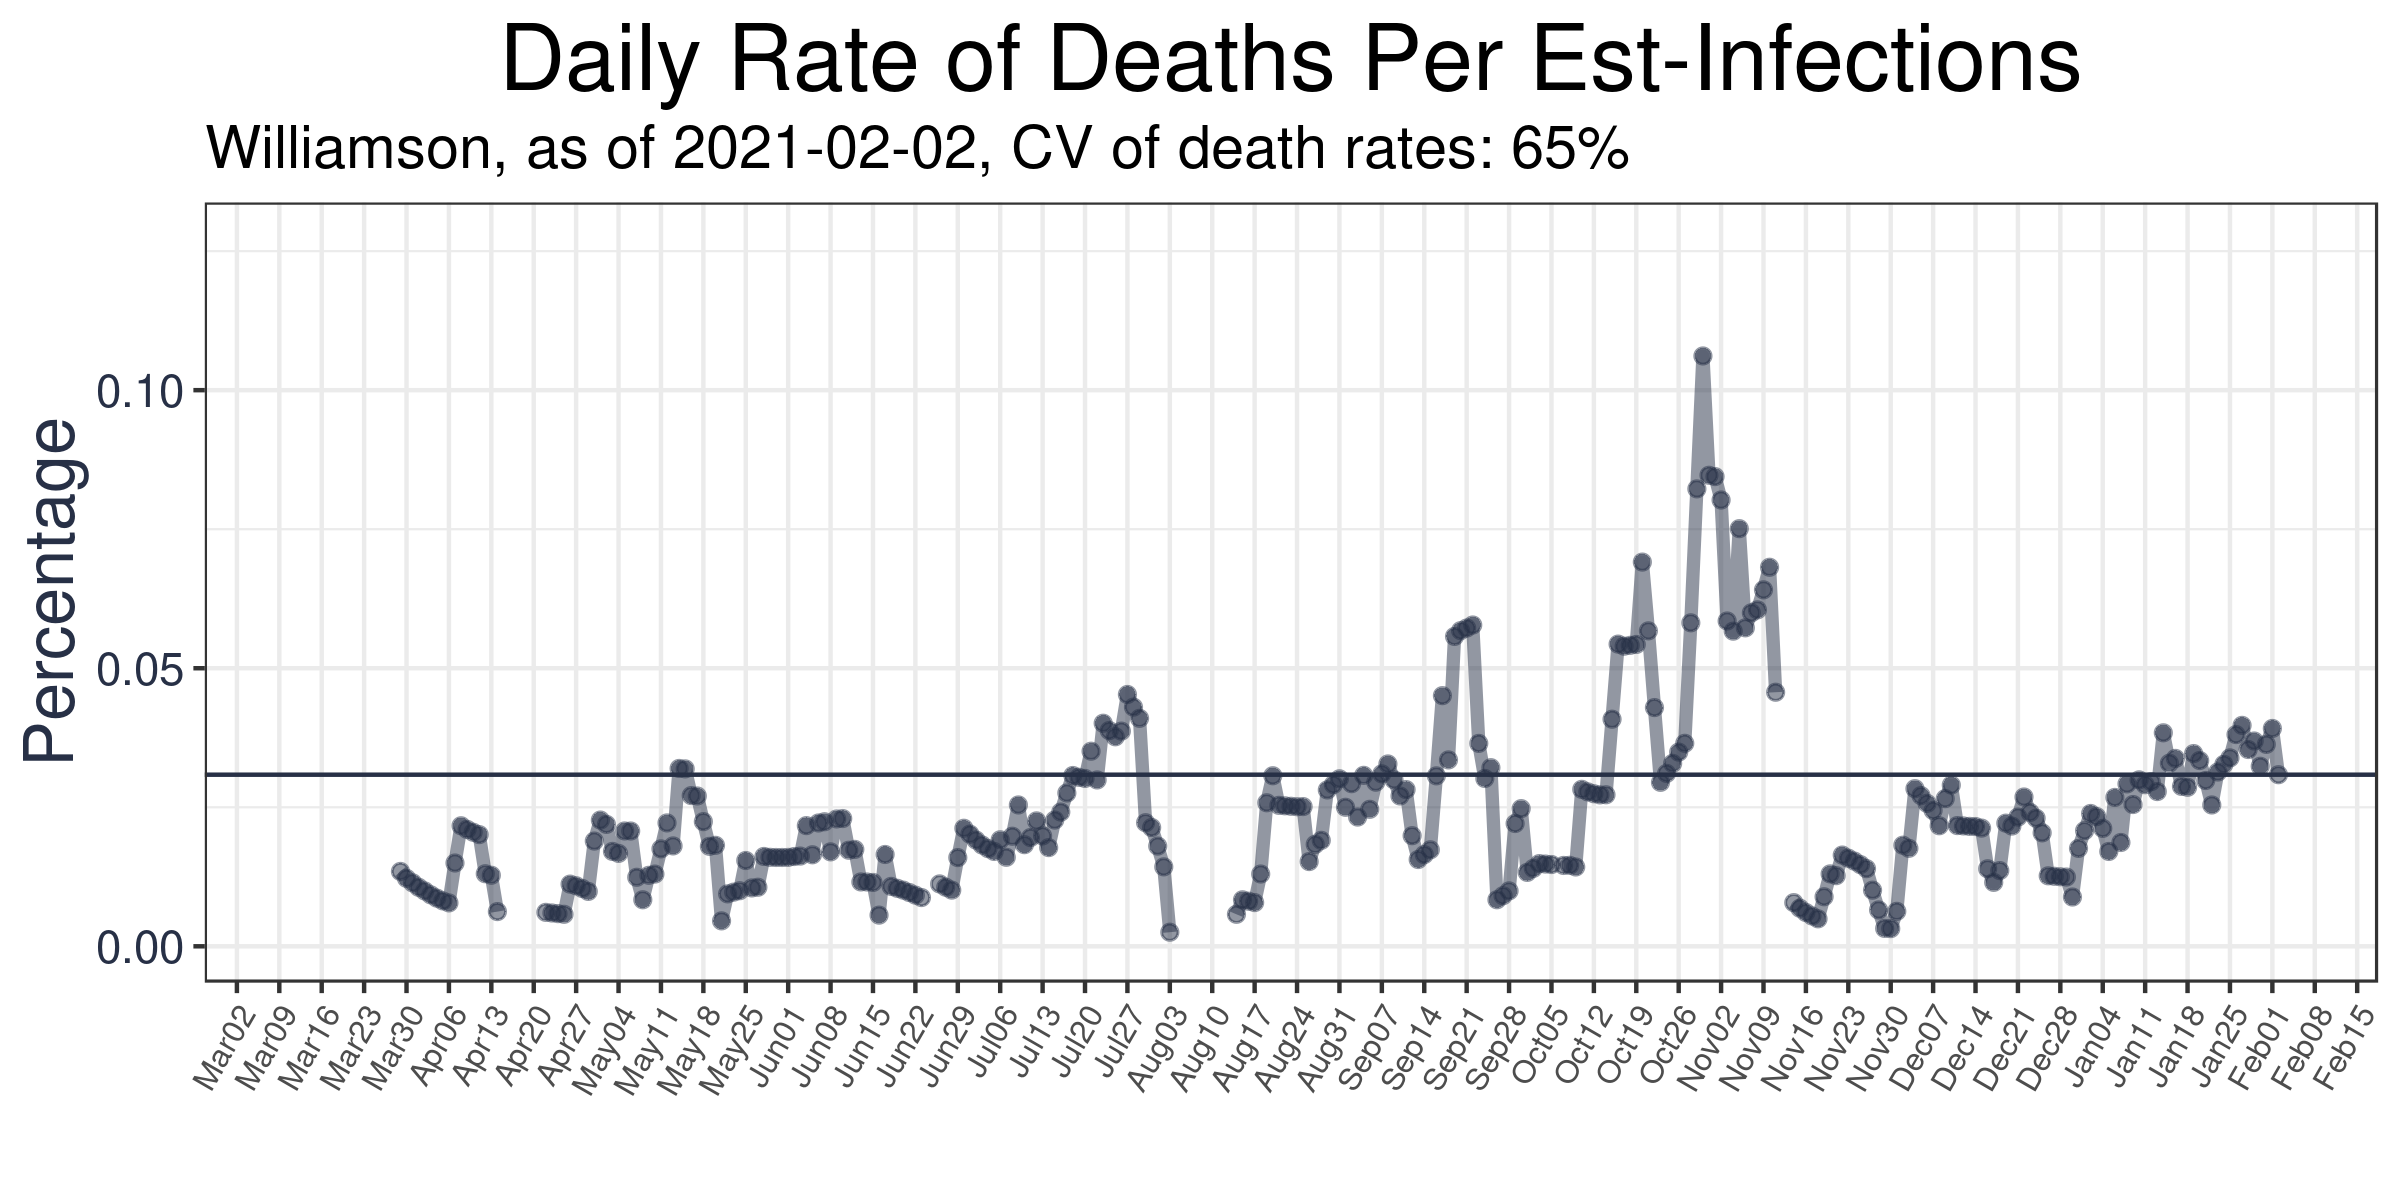 Daily Rate of Deaths Per Est-Infections
Williamson, as of 2021-02-02, CV of death rates: 65%
Percentage
0.10
0.05
0.00
Mar02
Mar09
Mar16
Mar23
Mar30
Apr06
Apr13
Apr20
Apr27
May04
May11
May18
May25
Jun01
Jun08
Jun15
Jun22
Jun29
Jul06
Jul13
Jul20
Jul27
Aug03
Aug10
Aug17
Aug24
Aug31
Sep07
Sep14
Sep21
Sep28
Oct05
Oct12
Oct19
Oct26
Nov02
Nov09
Nov16
Nov23
Nov30
Dec07
Dec14
Dec21
Dec28
Jan04
Jan11
Jan18
Jan25
Feb01
Feb08
Feb15